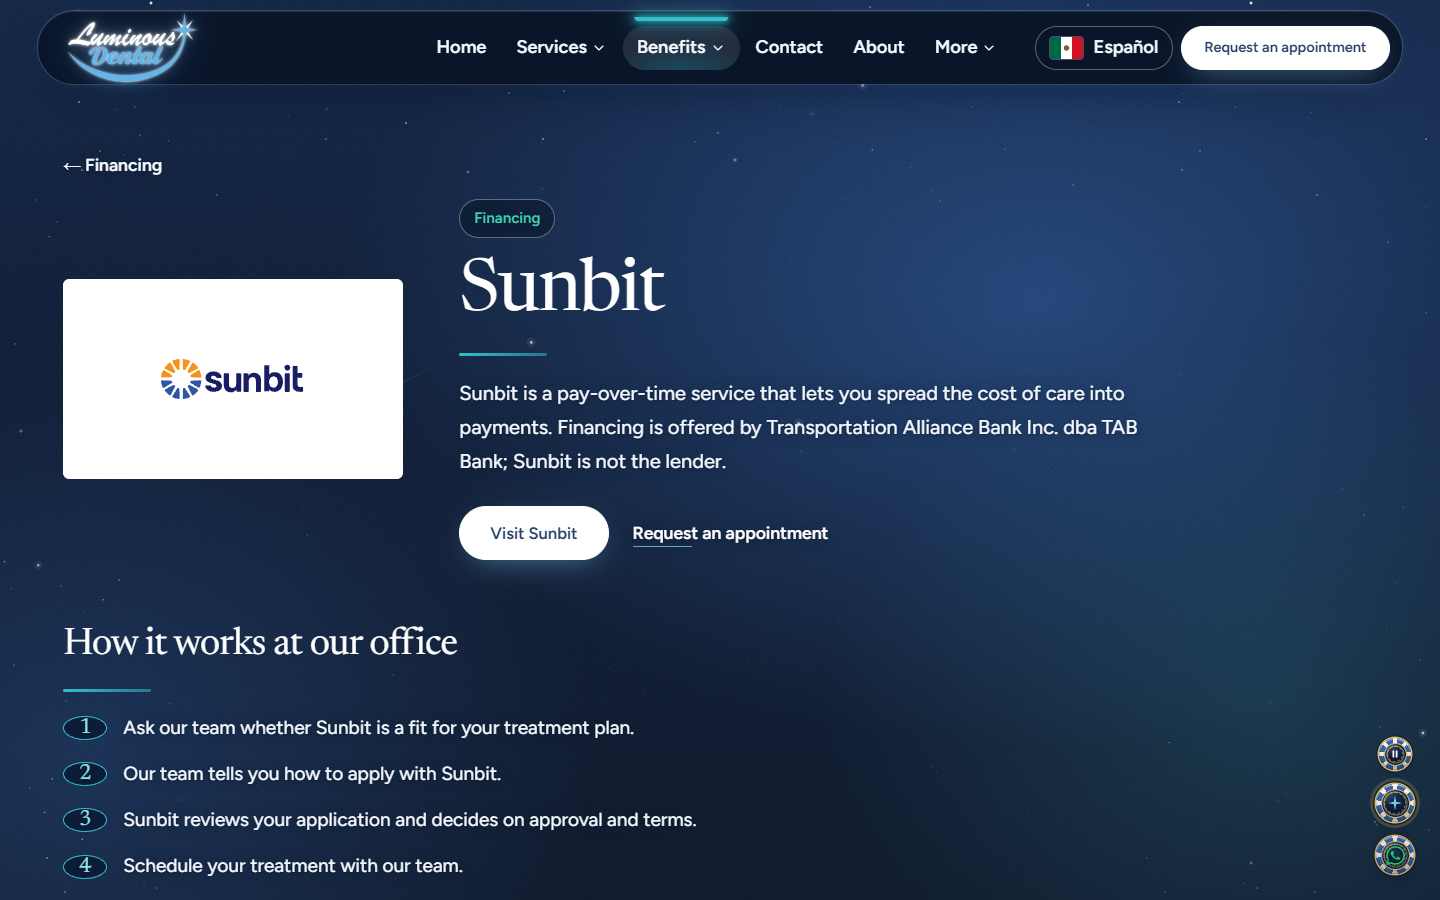 Luminous
Dental
Home
Services
Benefits
Contact
About
More
Español
Request an appointment
← Financing
Financing
Sunbit
sunbit
Sunbit is a pay-over-time service that lets you spread the cost of care into
payments. Financing is offered by Transportation Alliance Bank Inc. dba TAB
Bank; Sunbit is not the lender.
Visit Sunbit
Request an appointment
How it works at our office
1 Ask our team whether Sunbit is a fit for your treatment plan.
2 Our team tells you how to apply with Sunbit.
3 Sunbit reviews your application and decides on approval and terms.
4 Schedule your treatment with our team.